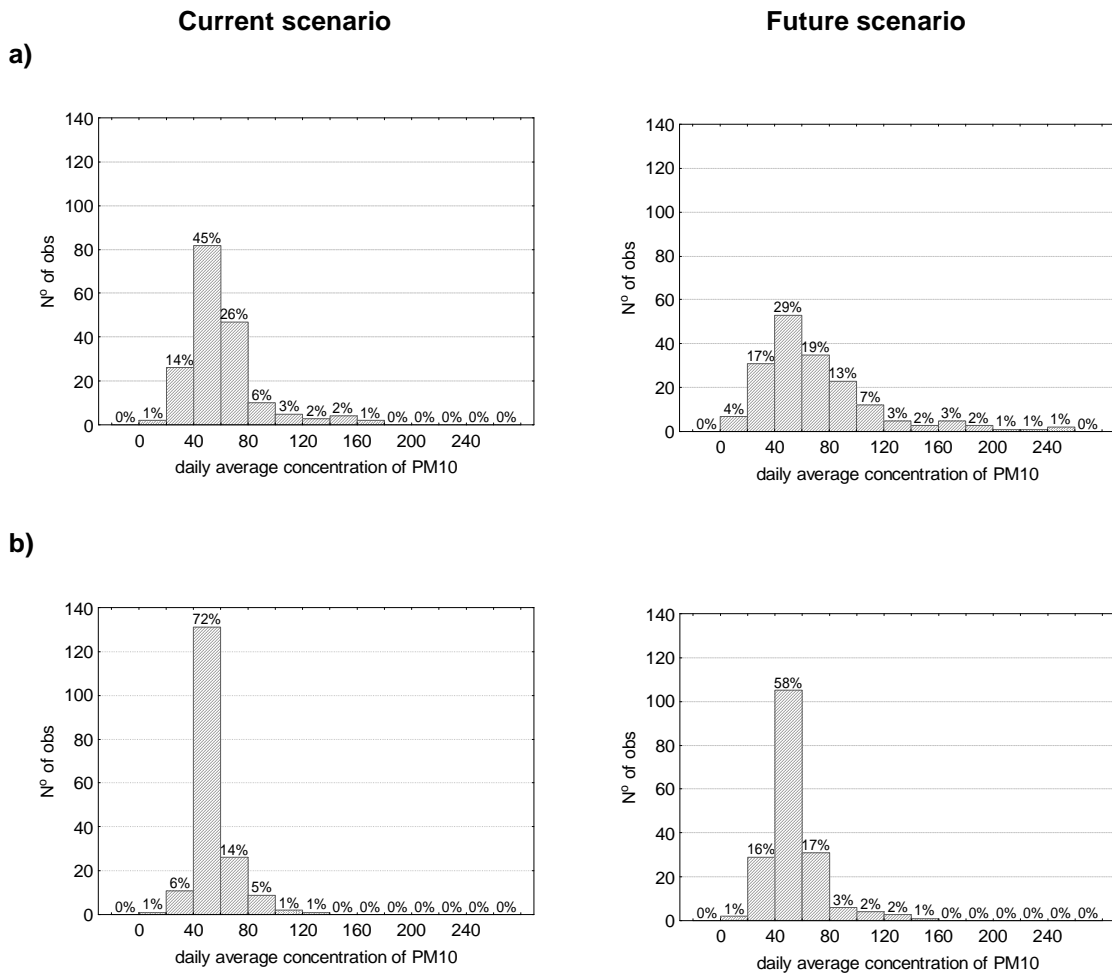 Current scenario
Future scenario
a)
140
120
100
80
60
40
20
0
Nº of obs
0% 1% 14% 45% 26% 6% 3% 2% 2% 1% 0% 0% 0% 0% 0%
0 40 80 120 160 200 240
daily average concentration of PM10
140
120
100
80
60
40
20
0
Nº of obs
0% 4% 17% 29% 19% 13% 7% 3% 2% 3% 2% 1% 1% 1% 0%
0 40 80 120 160 200 240
daily average concentration of PM10
b)
140
120
100
80
60
40
20
0
Nº of obs
0% 1% 6% 72% 14% 5% 1% 1% 0% 0% 0% 0% 0% 0% 0%
0 40 80 120 160 200 240
daily average concentration of PM10
140
120
100
80
60
40
20
0
Nº of obs
0% 1% 16% 58% 17% 3% 2% 2% 1% 0% 0% 0% 0% 0% 0%
0 40 80 120 160 200 240
daily average concentration of PM10